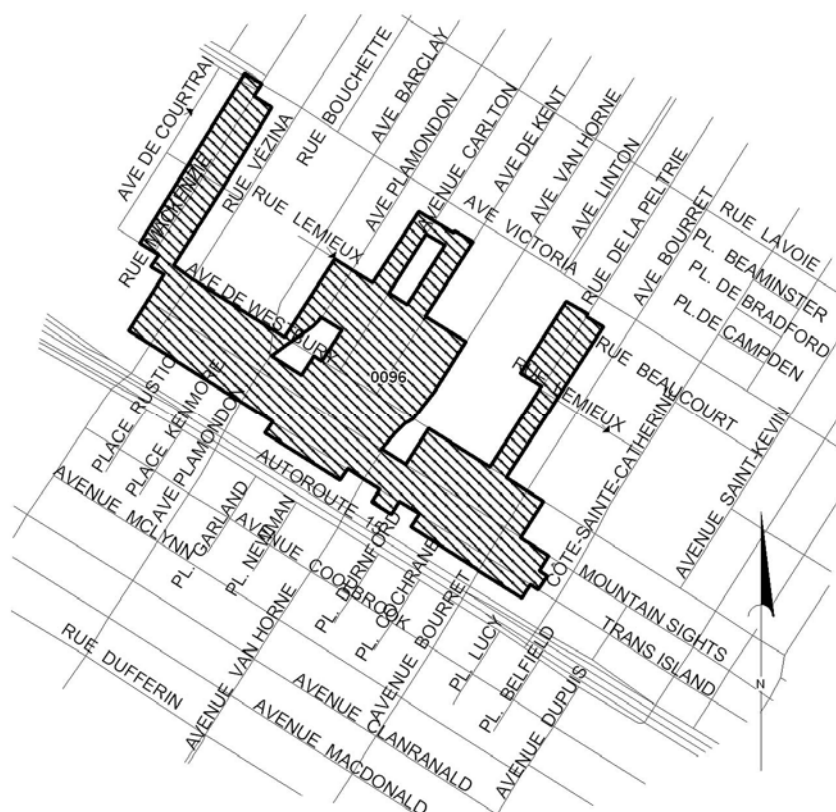 AVE DE COURTRAI
RUE MACKENZIE
RUE VÉZINA
RUE BOUCHETTE
AVE BARCLAY
AVE PLAMONDON
AVENUE CARLTON
AVE DE KENT
AVE VAN HORNE
AVE LINTON
RUE DE LA PELTRIE
AVE BOURRET
RUE LAVOIE
PL. BEAMINSTER
PL. DE BRADFORD
PL.DE CAMPDEN
RUE LEMIEUX
AVE VICTORIA
AVE DE WESTBURY
0096
RUE LEMIEUX
RUE BEAUCOURT
CÔTE-SAINTE-CATHERINE
AVENUE SAINT-KEVIN
PLACE RUSTIC
PLACE KENMORE
AVE PLAMONDON
AUTOROUTE 15
AVENUE MCLYNN
PL. GARLAND
PL. NEWMAN
AVENUE COOLBROOK
PL. DURNFORD
PL. COCHRANE
AVENUE BOURRET
PL. LUCY
PL. BELFIELD
AVENUE DUPUIS
MOUNTAIN SIGHTS
TRANS ISLAND
RUE DUFFERIN
AVENUE VAN HORNE
AVENUE CLANRANALD
AVENUE MACDONALD
N